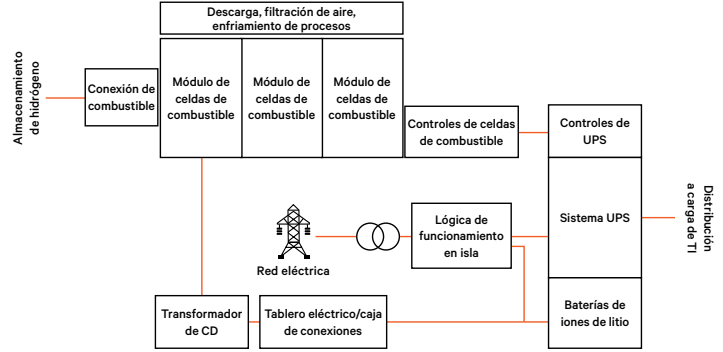 Descarga, filtración de aire,
enfriamiento de procesos
Almacenamiento
de hidrógeno
Conexión de
combustible
Módulo de
celdas de
combustible
Módulo de
celdas de
combustible
Módulo de
celdas de
combustible
Controles de celdas
de combustible
Controles de
UPS
Red eléctrica
Lógica de
funcionamiento
en isla
Sistema UPS
Distribución
a carga de TI
Transformador
de CD
Tablero eléctrico/caja
de conexiones
Baterías de
iones de litio